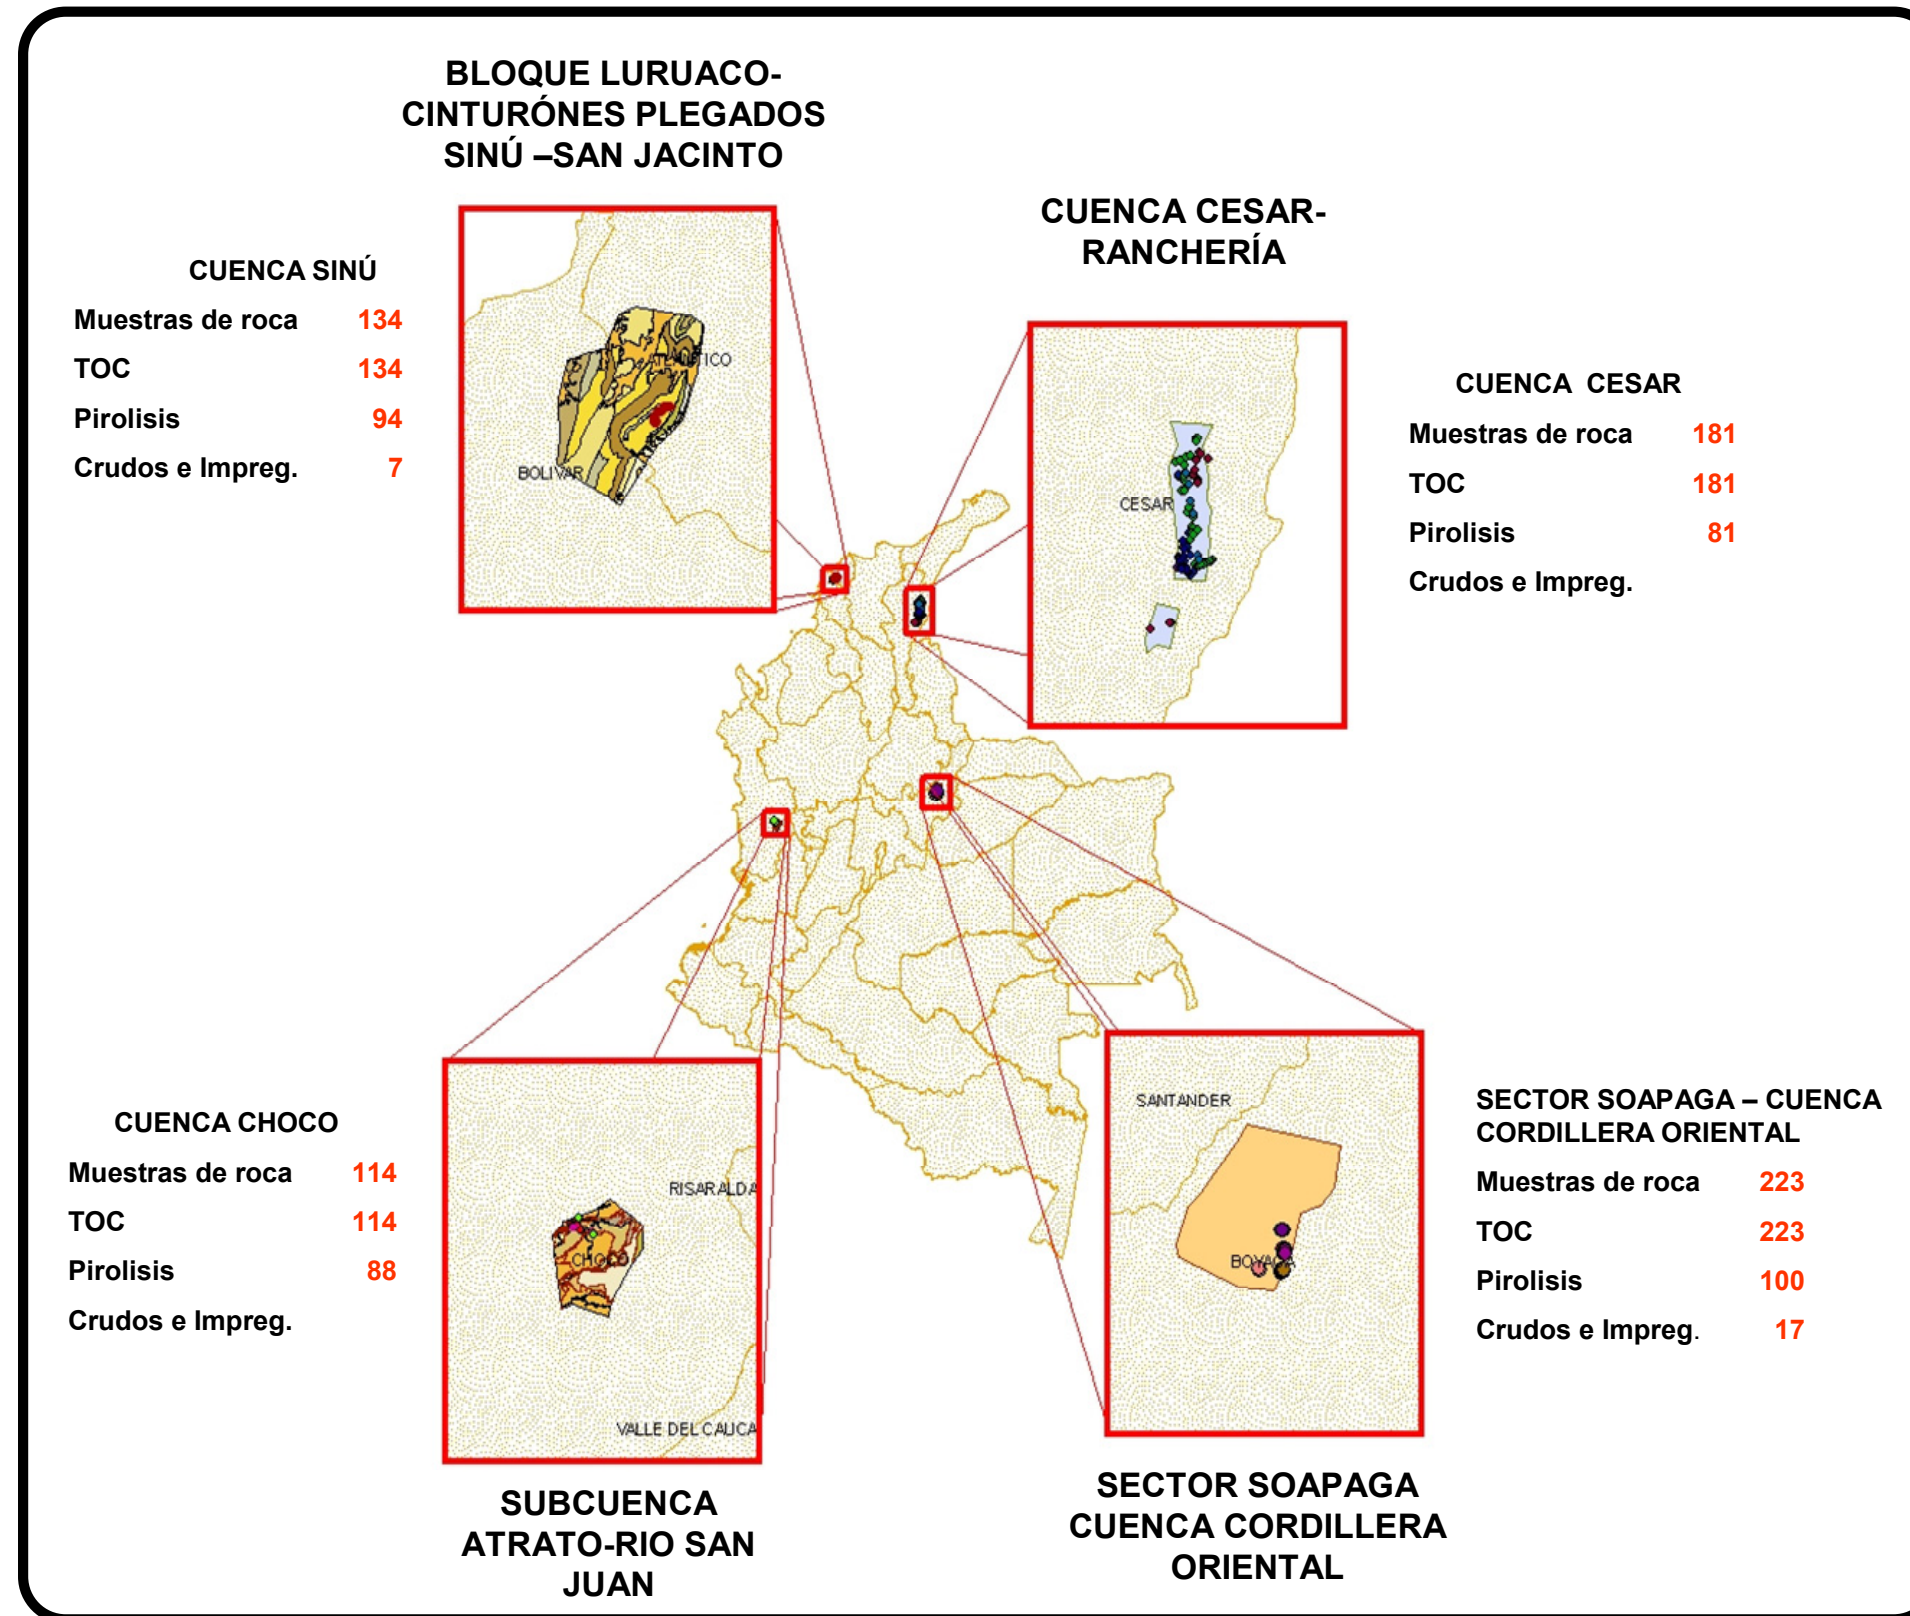 BLOQUE LURUACO-
CINTURÓNES PLEGADOS
SINÚ –SAN JACINTO
CUENCA SINÚ
Muestras de roca 134
TOC 134
Pirolisis 94
Crudos e Impreg. 7
ATLANTICO
BOLIVAR
CUENCA CESAR-
RANCHERÍA
CESAR
CUENCA CESAR
Muestras de roca 181
TOC 181
Pirolisis 81
Crudos e Impreg.
CUENCA CHOCO
Muestras de roca 114
TOC 114
Pirolisis 88
Crudos e Impreg.
RISARALDA
CHOCO
VALLE DEL CAUCA
SUBCUENCA
ATRATO-RIO SAN
JUAN
SANTANDER
BOYACA
SECTOR SOAPAGA – CUENCA
CORDILLERA ORIENTAL
Muestras de roca 223
TOC 223
Pirolisis 100
Crudos e Impreg. 17
SECTOR SOAPAGA
CUENCA CORDILLERA
ORIENTAL